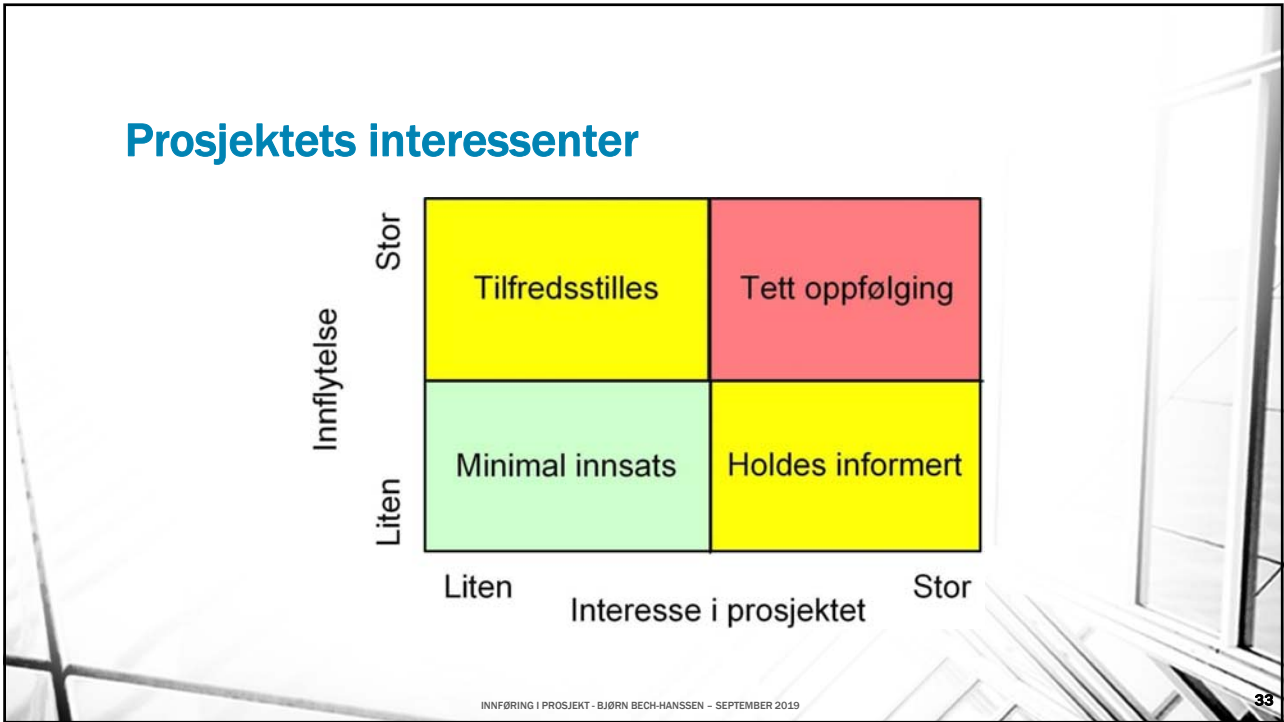 Prosjektets interessenter
Stor
Innflytelse
Liten
Tilfredsstilles
Tett oppfølging
Minimal innsats
Holdes informert
Liten
Stor
Interesse i prosjektet
INNFØRING I PROSJEKT - BJØRN BECH-HANSSEN – SEPTEMBER 2019
33